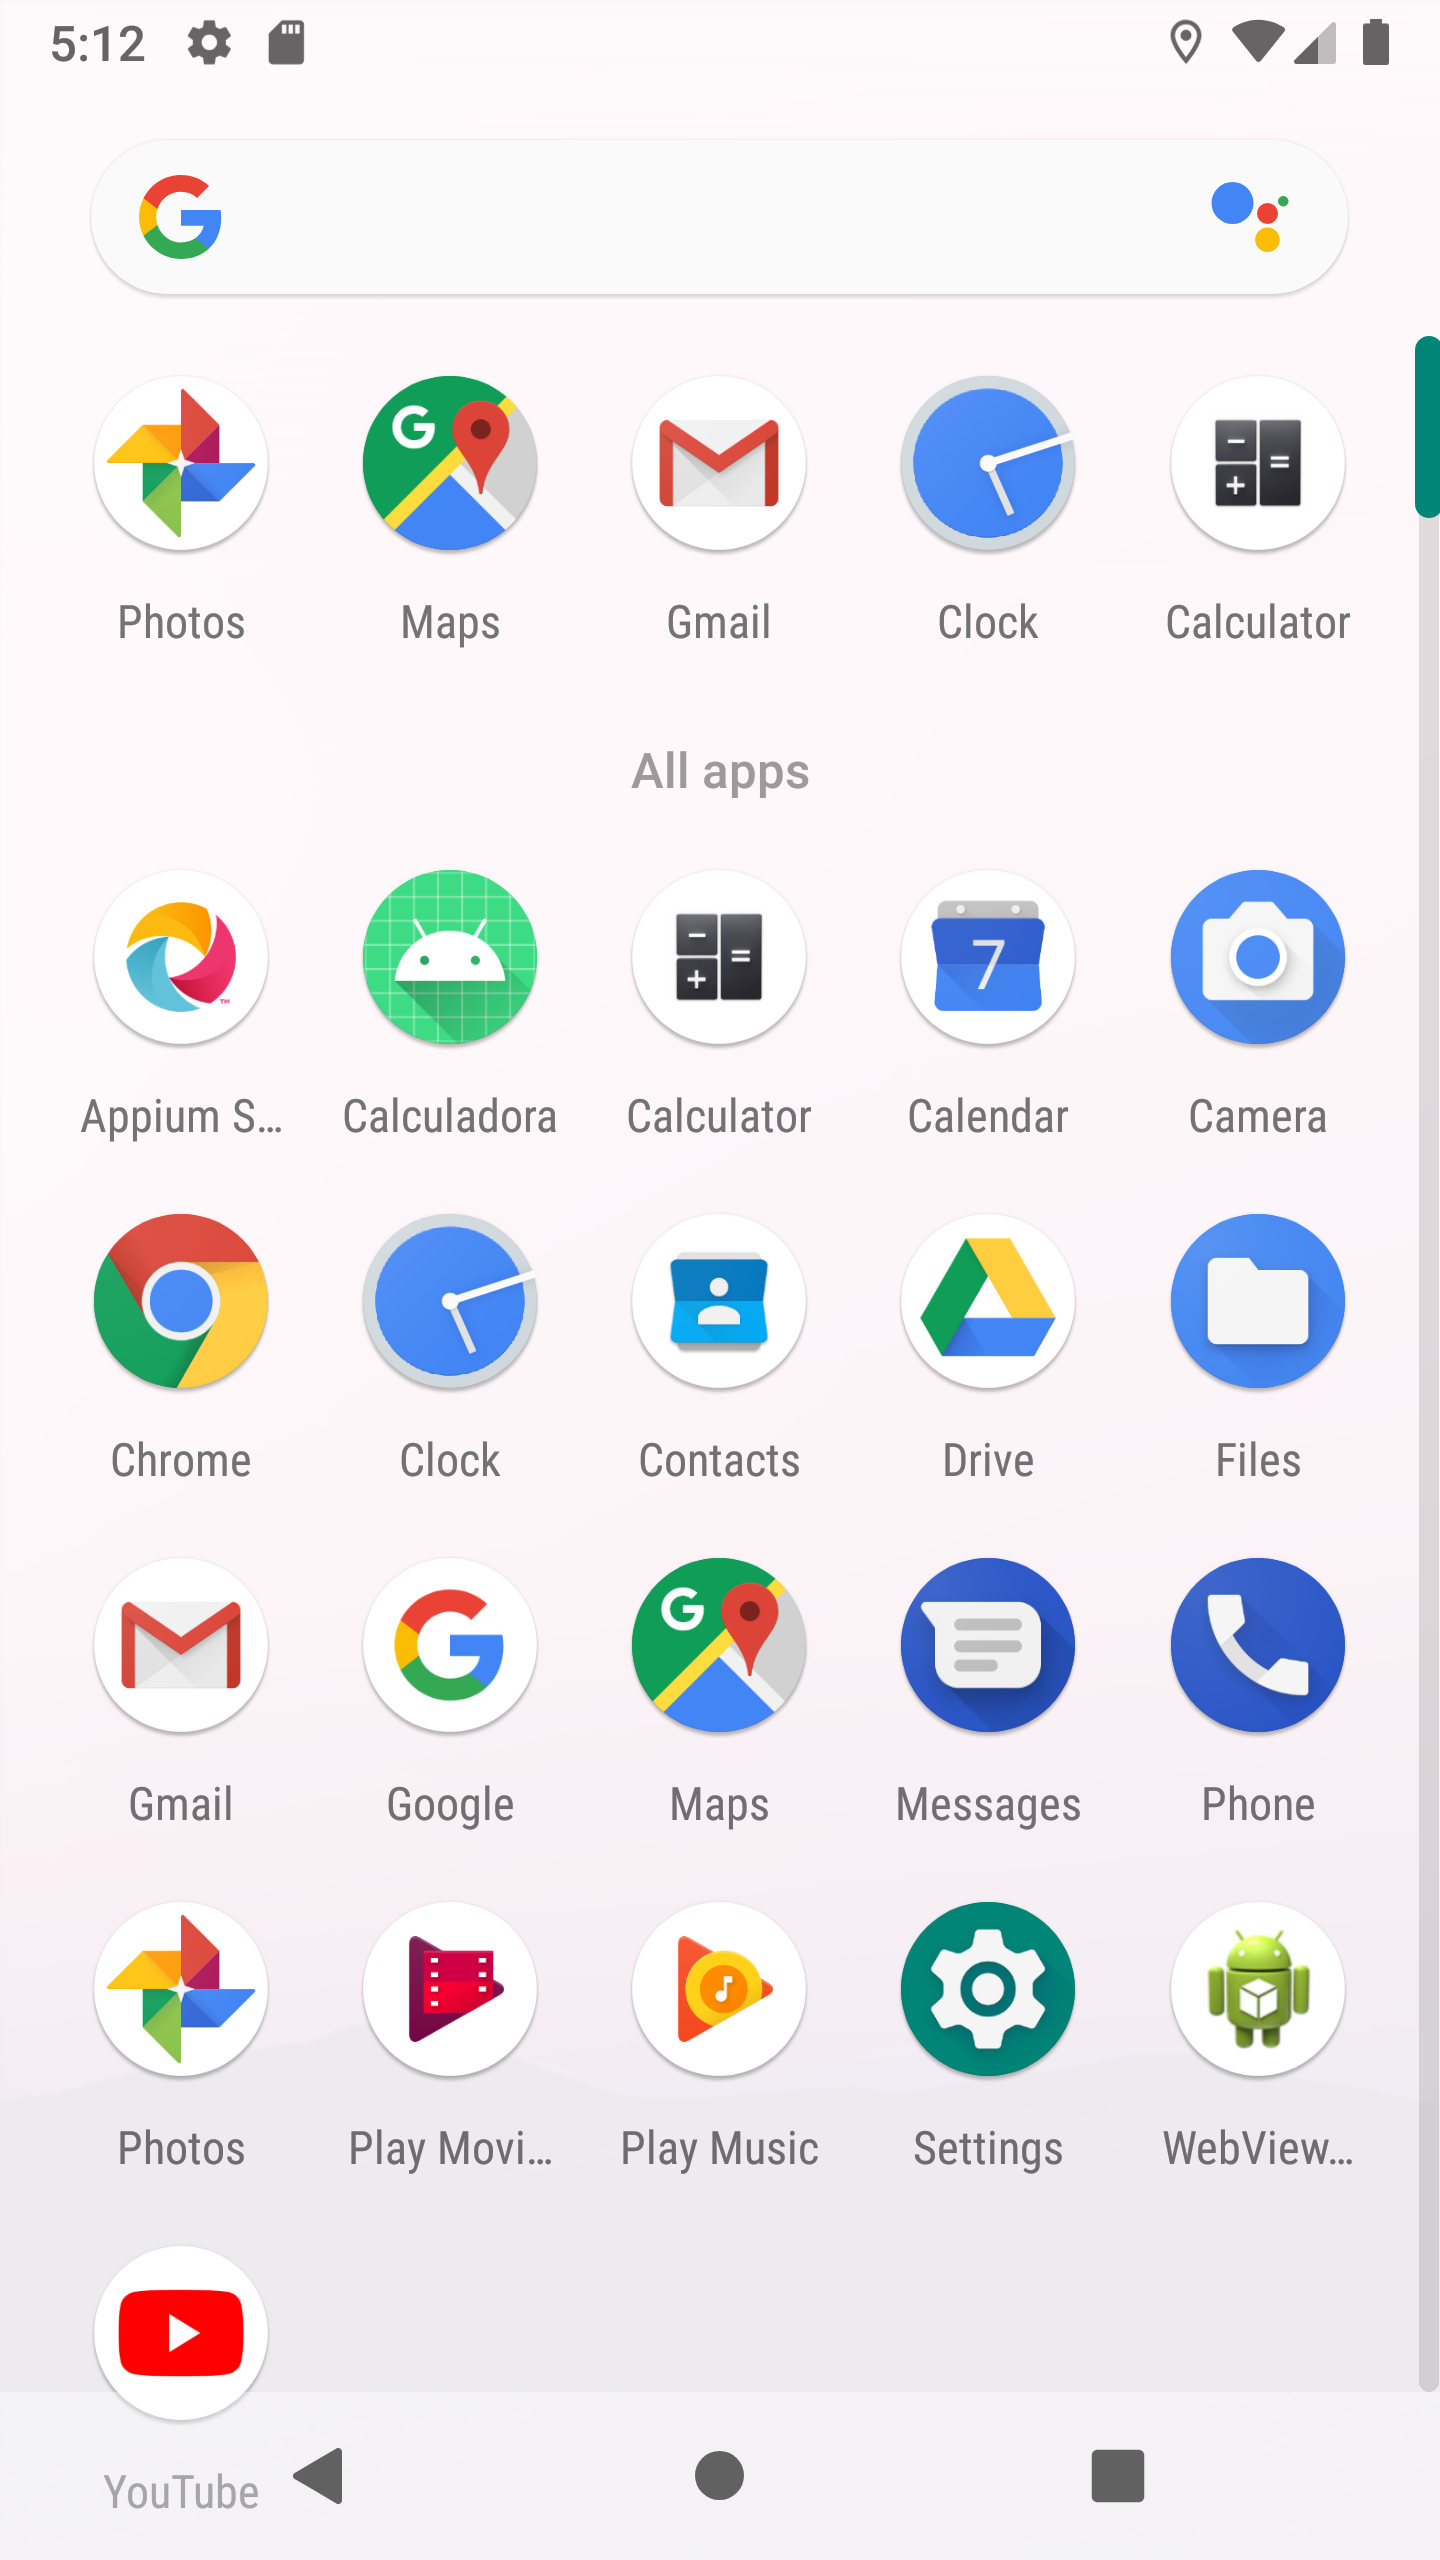 5:12
Photos Maps Gmail Clock Calculator
All apps
Appium S… Calculadora Calculator Calendar Camera
Chrome Clock Contacts Drive Files
Gmail Google Maps Messages Phone
Photos Play Movi… Play Music Settings WebView…
YouTube